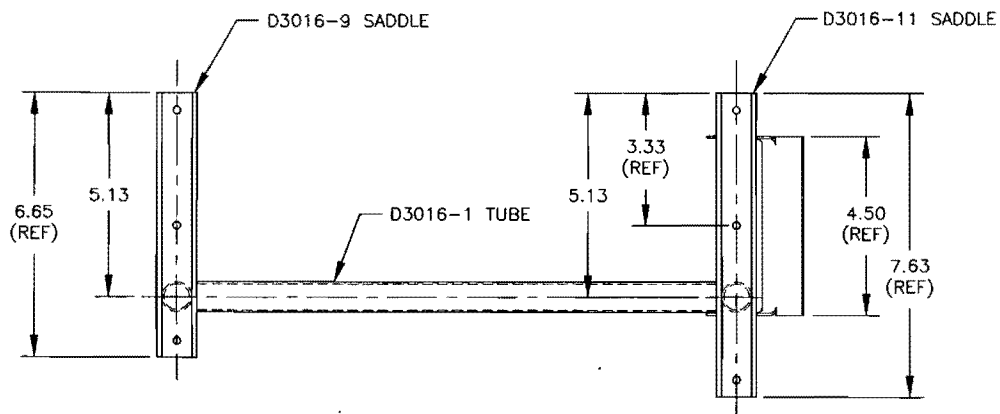 D3016-9 SADDLE
D3016-11 SADDLE
6.65
(REF)
5.13
D3016-1 TUBE
5.13
3.33
(REF)
4.50
(REF)
7.63
(REF)